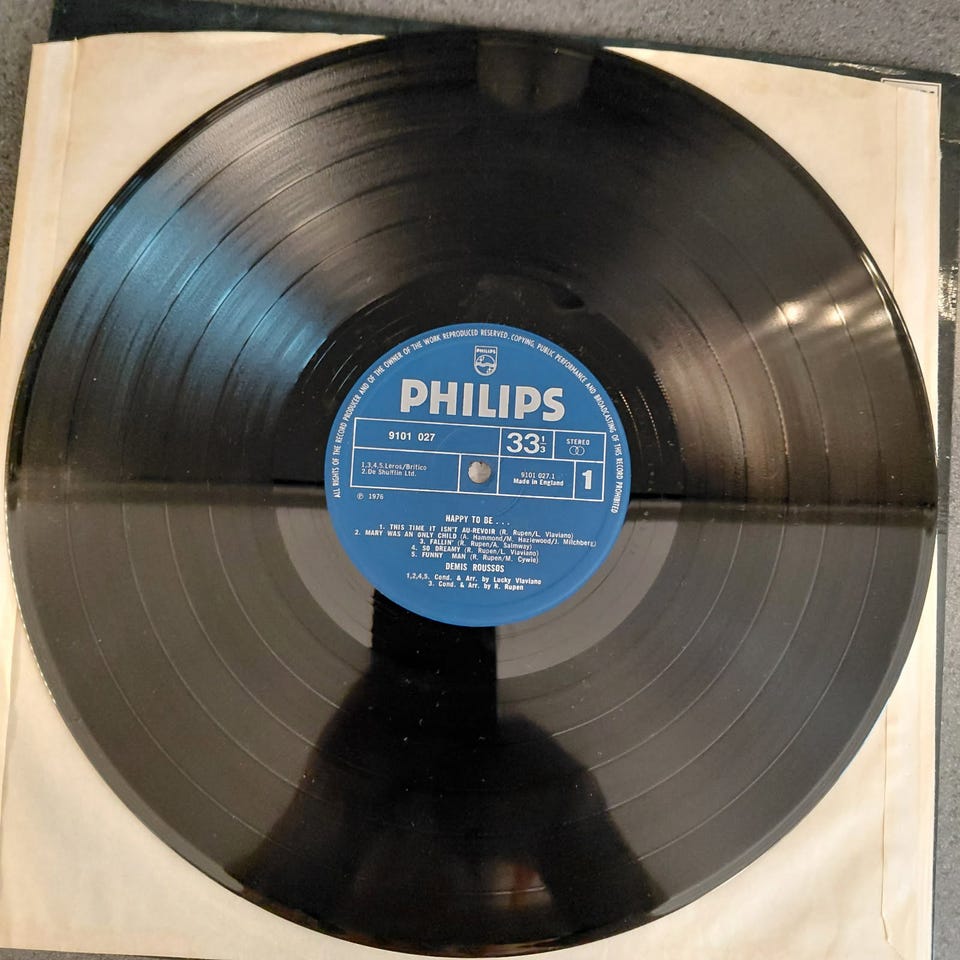 ALL RIGHTS OF THE RECORD PRODUCER AND OF THE OWNER OF THE WORK REPRODUCED RESERVED. COPYING, PUBLIC PERFORMANCE AND BROADCASTING OF THIS RECORD PROHIBITED
PHILIPS
PHILIPS
9101 027
33 1/3
STEREO
1,3,4,5.Leros/Britico
2.De Shufflin Ltd.
9101 027.1
Made in England
1
℗ 1976
HAPPY TO BE . . .
1. THIS TIME IT ISN'T AU-REVOIR (R. Rupen/L. Vlaviano)
2. MARY WAS AN ONLY CHILD (A. Hammond/M. Hazlewood/J. Milchberg)
3. FALLIN' (R. Rupen/A. Salmway)
4. SO DREAMY (R. Rupen/L. Vlaviano)
5. FUNNY MAN (R. Rupen/M. Cywie)
DEMIS ROUSSOS
1,2,4,5. Cond. & Arr. by Lucky Vlaviano
3. Cond. & Arr. by R. Rupen